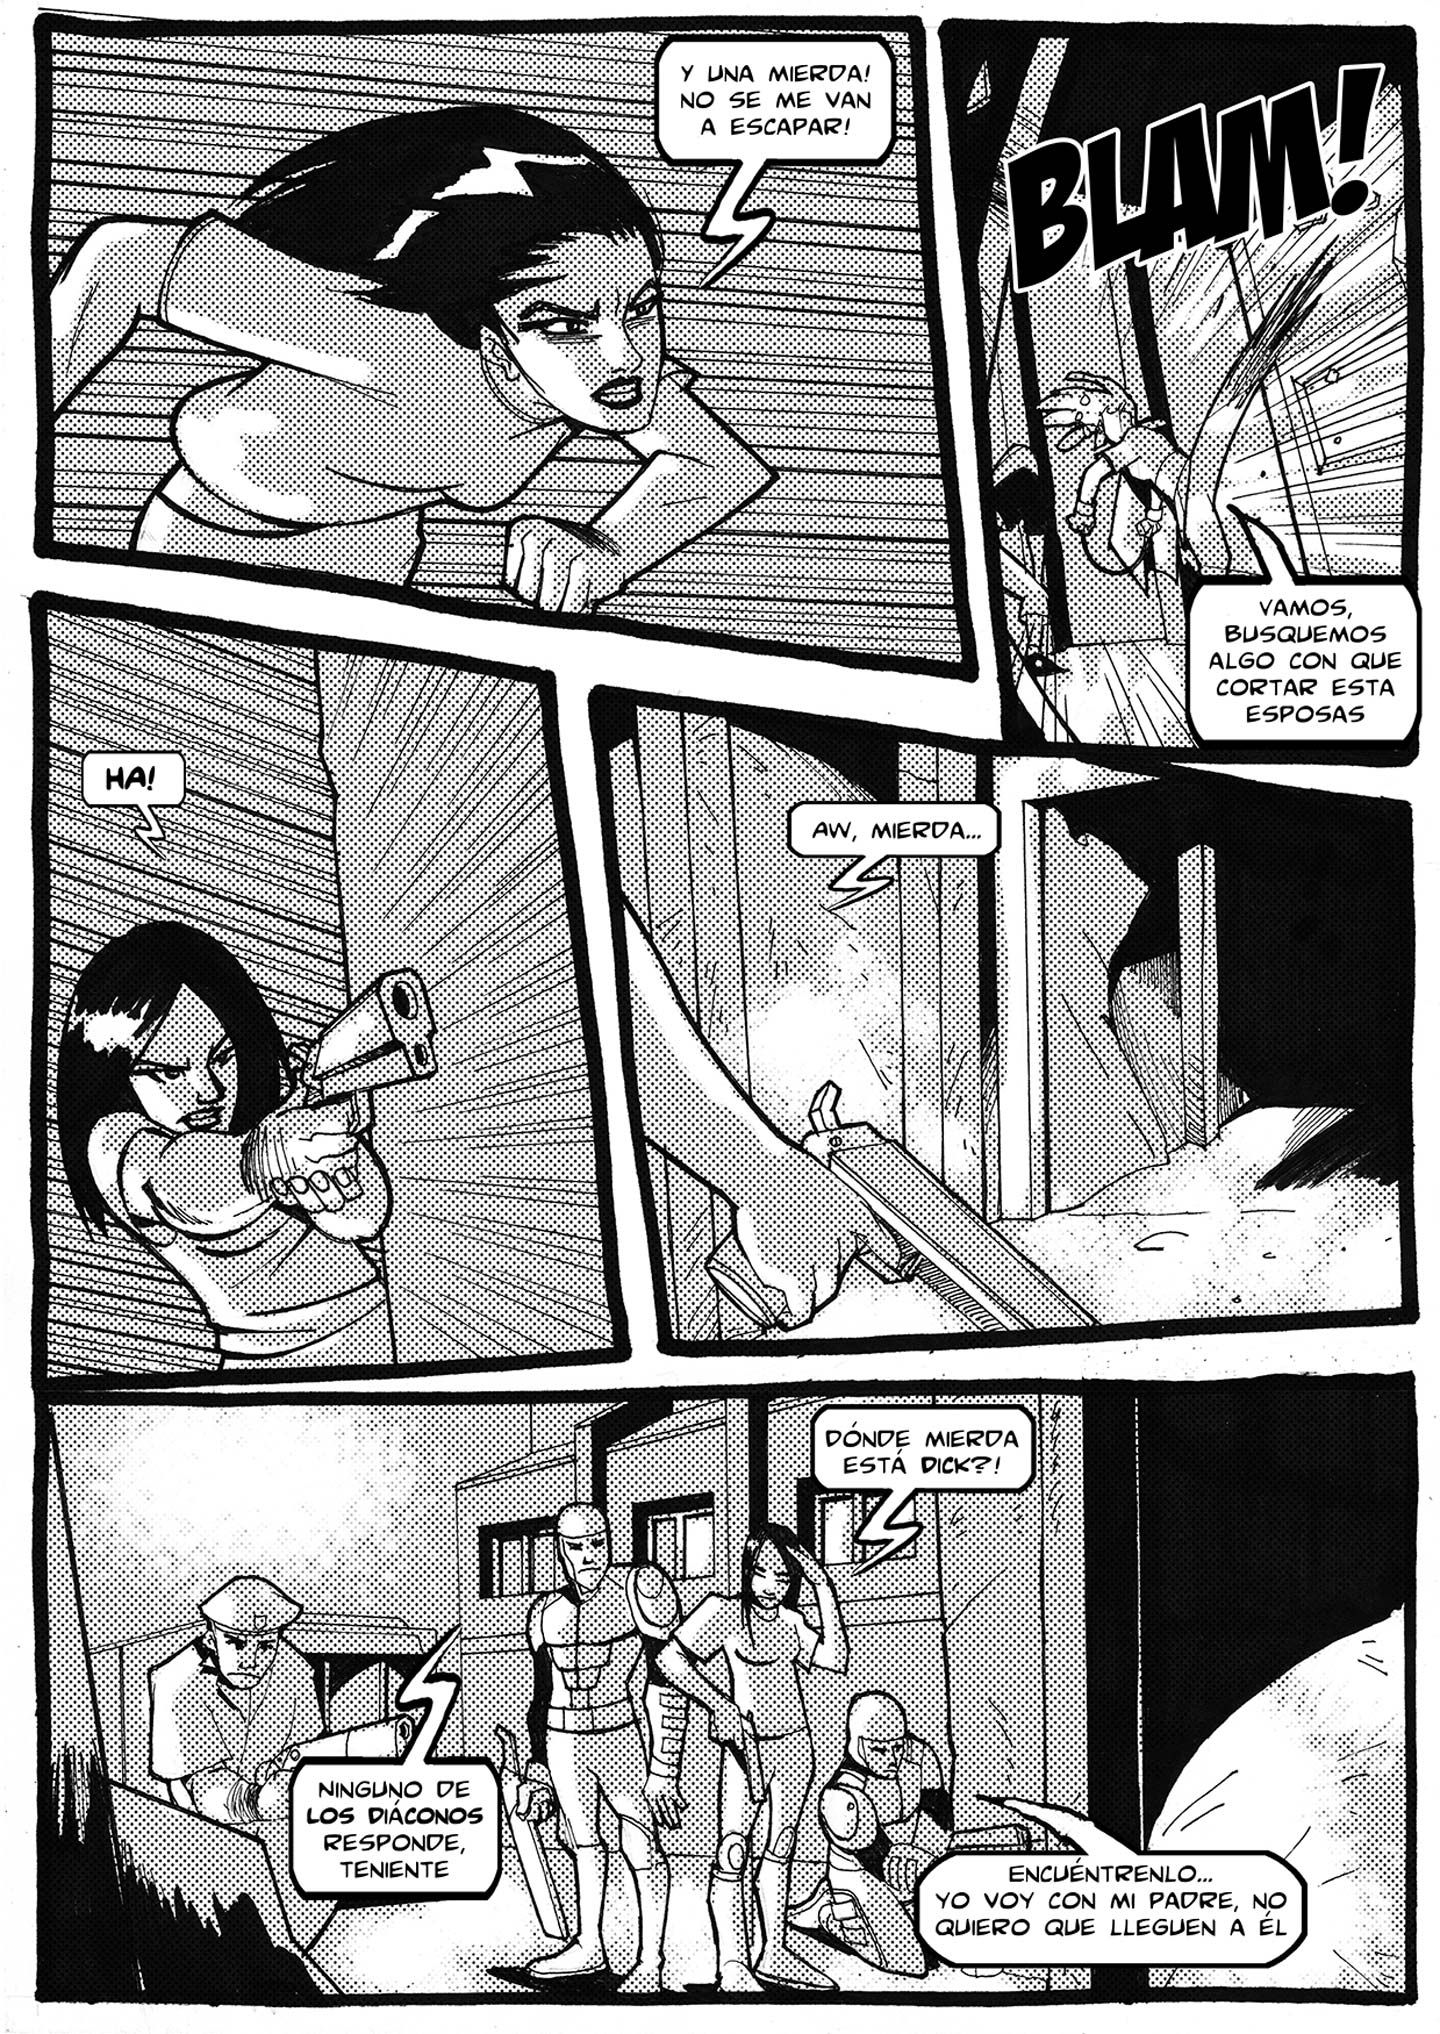 Y UNA MIERDA!
NO SE ME VAN
A ESCAPAR!
BLAM!
VAMOS,
BUSQUEMOS
ALGO CON QUE
CORTAR ESTA
ESPOSAS
HA!
AW, MIERDA...
DÓNDE MIERDA
ESTÁ DICK?!
NINGUNO DE
LOS DIÁCONOS
RESPONDE,
TENIENTE
ENCUÉNTRENLO...
YO VOY CON MI PADRE, NO
QUIERO QUE LLEGUEN A ÉL